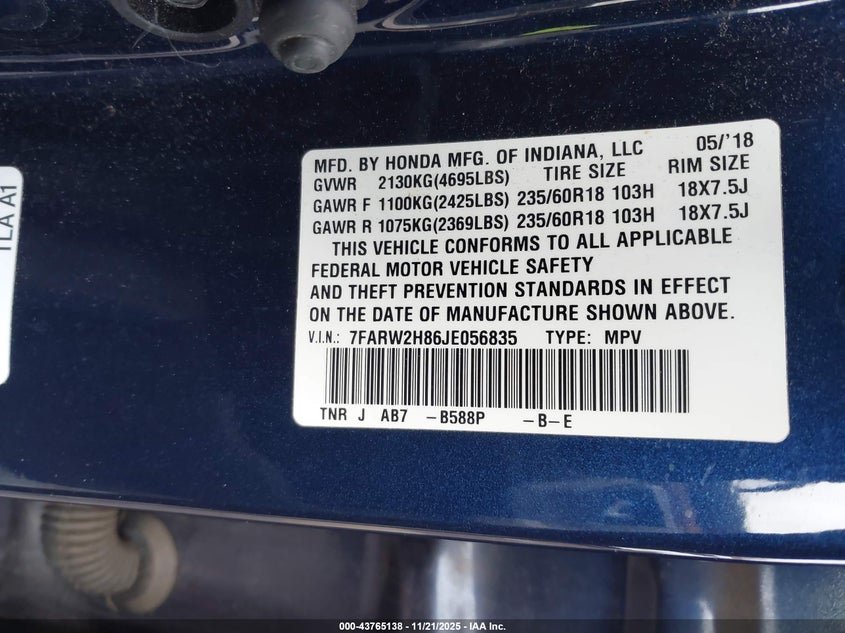 TLA A1
MFD. BY HONDA MFG. OF INDIANA, LLC 05/'18
GVWR 2130KG(4695LBS) TIRE SIZE RIM SIZE
GAWR F 1100KG(2425LBS) 235/60R18 103H 18X7.5J
GAWR R 1075KG(2369LBS) 235/60R18 103H 18X7.5J
THIS VEHICLE CONFORMS TO ALL APPLICABLE
FEDERAL MOTOR VEHICLE SAFETY
AND THEFT PREVENTION STANDARDS IN EFFECT
ON THE DATE OF MANUFACTURE SHOWN ABOVE.
V.I.N.: 7FARW2H86JE056835 TYPE: MPV
TNR J AB7 -B588P -B-E
000-43765138 - 11/21/2025 - IAA Inc.